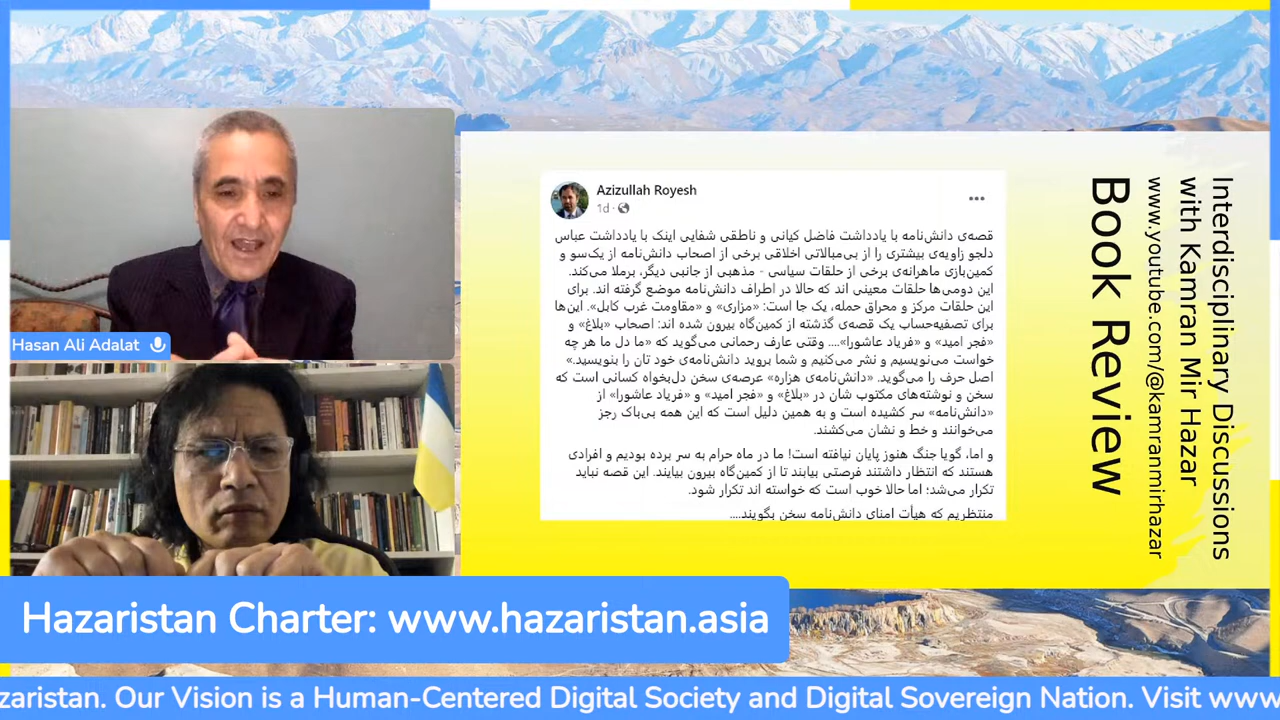 Hasan Ali Adalat
Azizullah Royesh
1d
قصه‌ی دانش‌نامه با یادداشت فاضل کیانی و ناطقی شفایی اینک با یادداشت عباس
دلجو زاویه‌ی بیشتری را از بی‌مبالاتی اخلاقی برخی از اصحاب دانش‌نامه از یک‌سو و
کمین‌بازی ماهرانه‌ی برخی از حلقات سیاسی - مذهبی از جانبی دیگر، برملا می‌کند.
این دومی‌ها حلقات معینی اند که حالا در اطراف دانش‌نامه موضع گرفته اند. برای
این حلقات مرکز و محراق حمله، یک جا است: «مزاری» و «مقاومت غرب کابل». این‌ها
برای تصفیه‌حساب یک قصه‌ی گذشته از کمین‌گاه بیرون شده اند: اصحاب «بلاغ» و
«فجر امید» و «فریاد عاشورا».... وقتی عارف رحمانی می‌گوید که «ما دل ما هر چه
خواست می‌نویسیم و نشر می‌کنیم و شما بروید دانش‌نامه‌ی خود تان را بنویسید.»
اصل حرف را می‌گوید. «دانش‌نامه‌ی هزاره» عرصه‌ی سخن دل‌بخواه کسانی است که
سخن و نوشته‌های مکتوب شان در «بلاغ» و «فجر امید» و «فریاد عاشورا» از
«دانش‌نامه» سر کشیده است و به همین دلیل است که این همه بی‌باک رجز
می‌خوانند و خط و نشان می‌کشند.
و اما، گویا جنگ هنوز پایان نیافته است! ما در ماه حرام به سر برده بودیم و افرادی
هستند که انتظار داشتند فرصتی بیابند تا از کمین‌گاه بیرون بیایند. این قصه نباید
تکرار می‌شد؛ اما حالا خوب است که خواسته اند تکرار شود.
منتظریم که هیأت امنای دانش‌نامه سخن بگویند....
Interdisciplinary Discussions
with Kamran Mir Hazar
www.youtube.com/@kamranmirhazar
Book Review
Hazaristan Charter: www.hazaristan.asia
zaristan. Our Vision is a Human-Centered Digital Society and Digital Sovereign Nation. Visit www